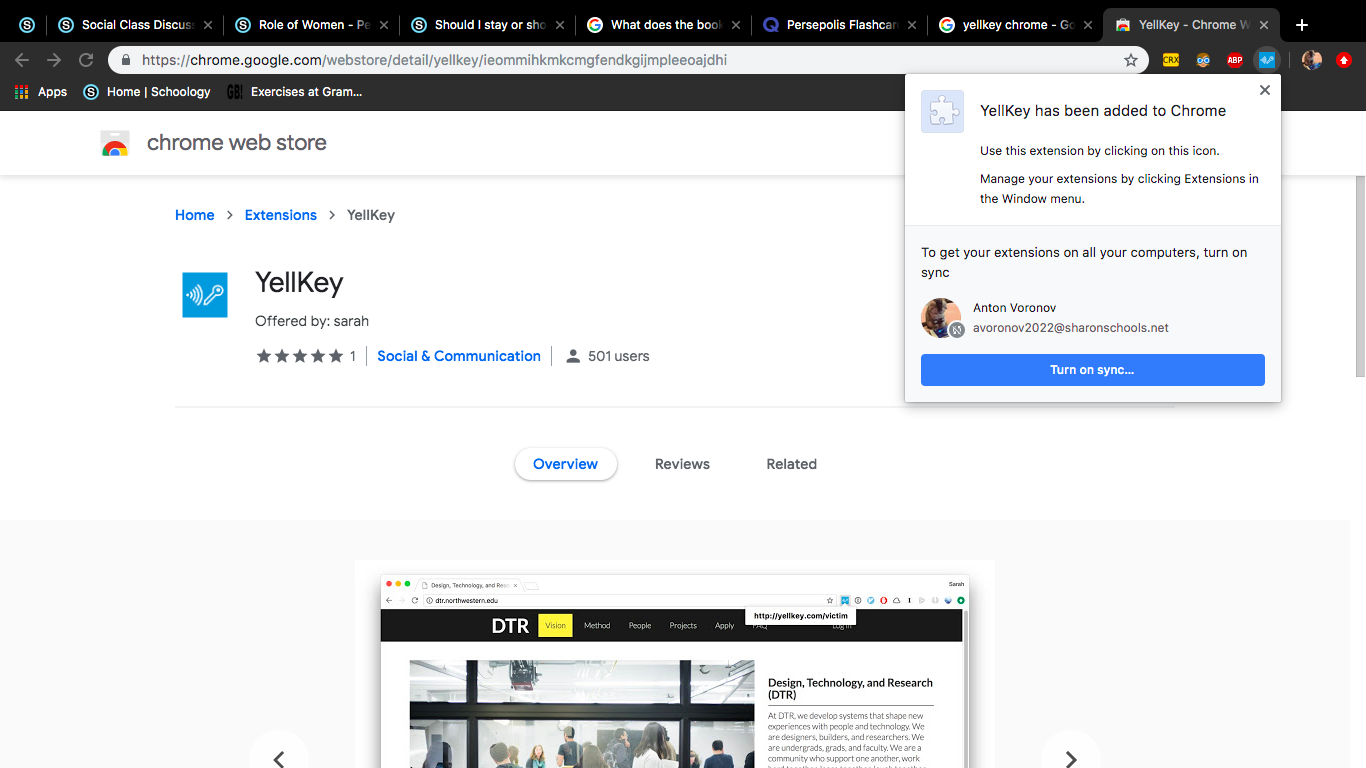 Social Class Discus
Role of Women - Pe
Should I stay or sho
What does the book
Persepolis Flashcar
yellkey chrome - Go
YellKey - Chrome W
https://chrome.google.com/webstore/detail/yellkey/ieommihkmkcmgfendkgijmpleeoajdhi
CRX
ABP
Apps
Home | Schoology
GB!
Exercises at Gram...
YellKey has been added to Chrome
Use this extension by clicking on this icon.
Manage your extensions by clicking Extensions in
the Window menu.
To get your extensions on all your computers, turn on
sync
Anton Voronov
avoronov2022@sharonschools.net
Turn on sync...
chrome web store
Home > Extensions > YellKey
YellKey
Offered by: sarah
1
Social & Communication
501 users
Overview
Reviews
Related
Design, Technology, and Rese
Sarah
dtr.northwestern.edu
http://yellkey.com/victim
DTR
Vision
Method
People
Projects
Apply
FAQ
Log In
Design, Technology, and Research
(DTR)
At DTR, we develop systems that shape new
experiences with people and technology. We
are designers, builders, and researchers. We
are undergrads, grads, and faculty. We are a
community who support one another, work